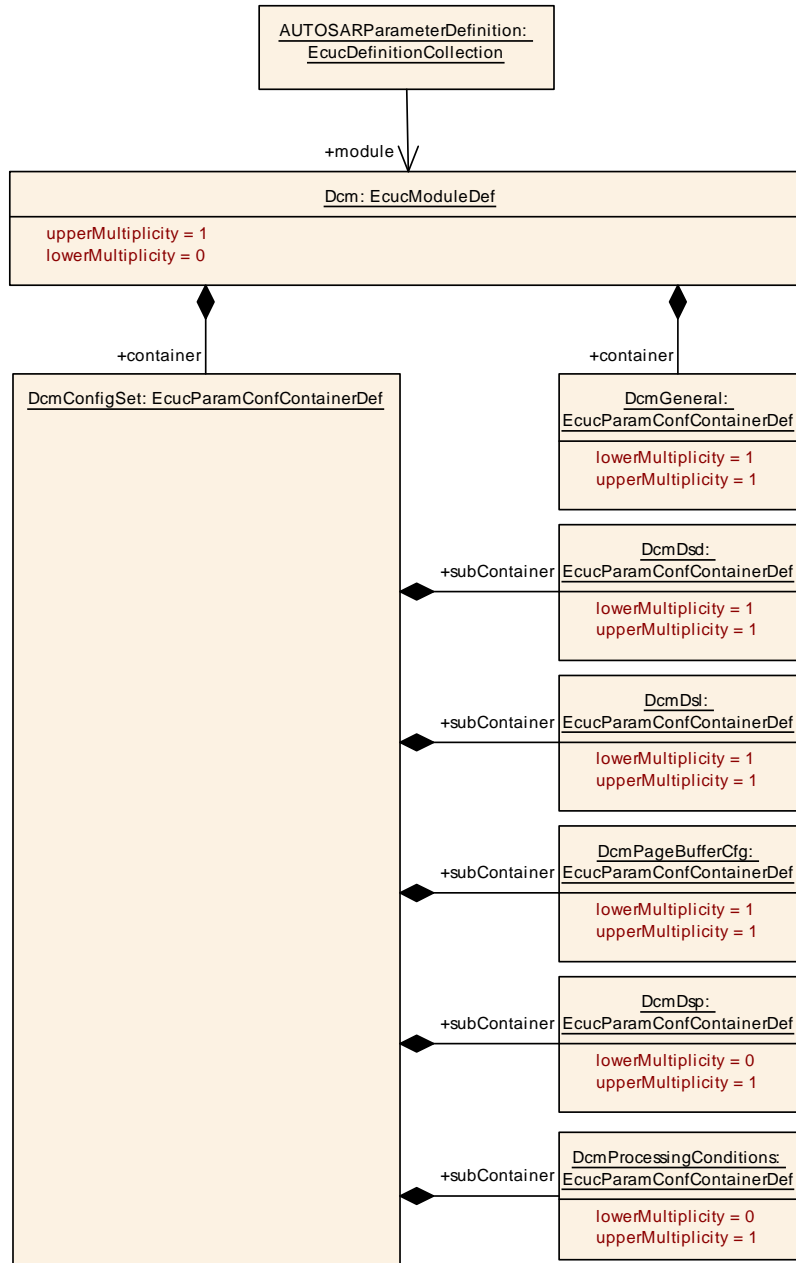 AUTOSARParameterDefinition:
EcucDefinitionCollection
+module
Dcm: EcucModuleDef
upperMultiplicity = 1
lowerMultiplicity = 0
+container
+container
DcmConfigSet: EcucParamConfContainerDef
DcmGeneral:
EcucParamConfContainerDef
lowerMultiplicity = 1
upperMultiplicity = 1
+subContainer
DcmDsd:
EcucParamConfContainerDef
lowerMultiplicity = 1
upperMultiplicity = 1
+subContainer
DcmDsl:
EcucParamConfContainerDef
lowerMultiplicity = 1
upperMultiplicity = 1
+subContainer
DcmPageBufferCfg:
EcucParamConfContainerDef
lowerMultiplicity = 1
upperMultiplicity = 1
+subContainer
DcmDsp:
EcucParamConfContainerDef
lowerMultiplicity = 0
upperMultiplicity = 1
+subContainer
DcmProcessingConditions:
EcucParamConfContainerDef
lowerMultiplicity = 0
upperMultiplicity = 1